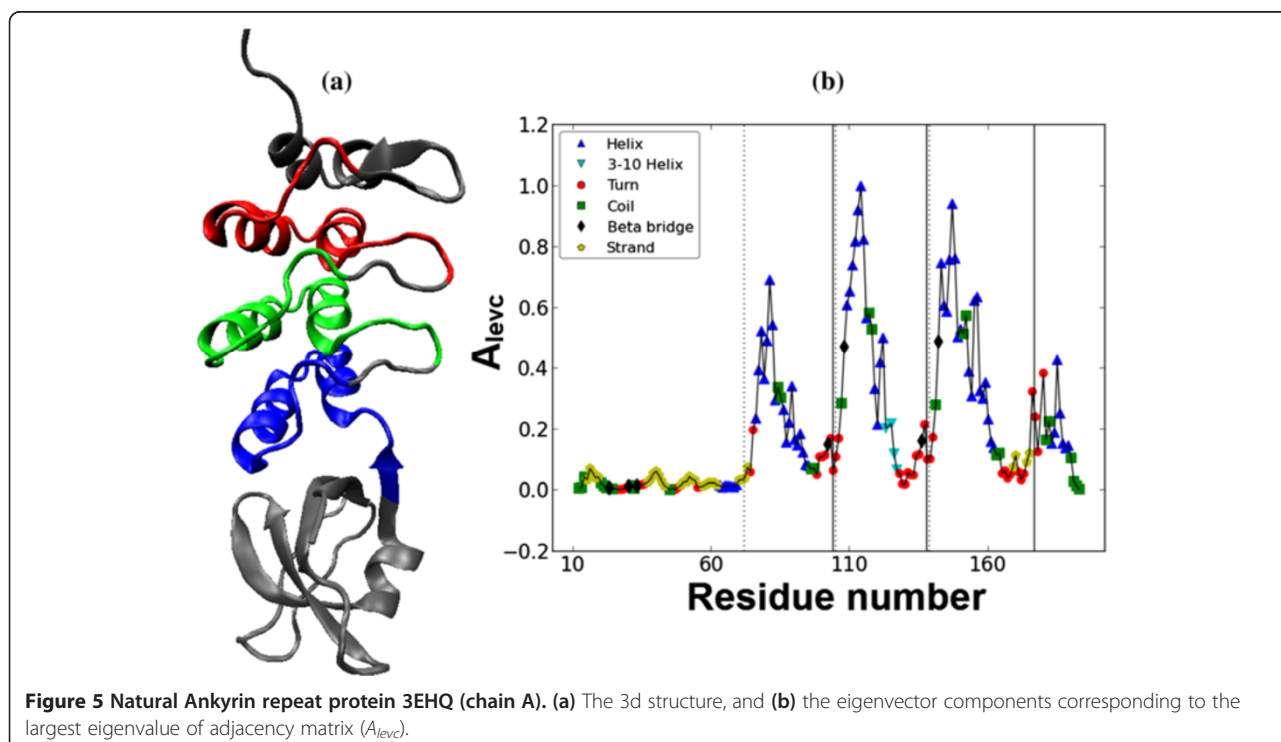 (a)
(b)
1.2
1.0
0.8
0.6
0.4
0.2
0.0
−0.2
Helix
3-10 Helix
Turn
Coil
Beta bridge
Strand
Alevc
10 60 110 160
Residue number
Figure 5 Natural Ankyrin repeat protein 3EHQ (chain A). (a) The 3d structure, and (b) the eigenvector components corresponding to the
largest eigenvalue of adjacency matrix (Alevc).